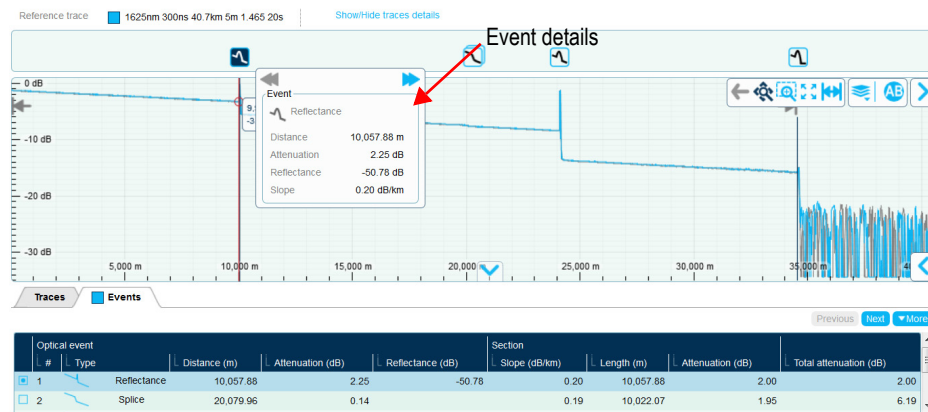 Reference trace 1625nm 300ns 40.7km 5m 1.465 20s Show/Hide traces details
Event details
0 dB
-10 dB
-20 dB
-30 dB
Event
Reflectance
Distance 10,057.88 m
Attenuation 2.25 dB
Reflectance -50.78 dB
Slope 0.20 dB/km
AB
5,000 m 10,000 m 15,000 m 20,000 25,000 m 30,000 m 35,000 m
Traces Events
Previous Next More
Optical event Section
# Type Distance (m) Attenuation (dB) Reflectance (dB) Slope (dB/km) Length (m) Attenuation (dB) Total attenuation (dB)
1 Reflectance 10,057.88 2.25 -50.78 0.20 10,057.88 2.00 2.00
2 Splice 20,079.96 0.14 0.19 10,022.07 1.95 6.19